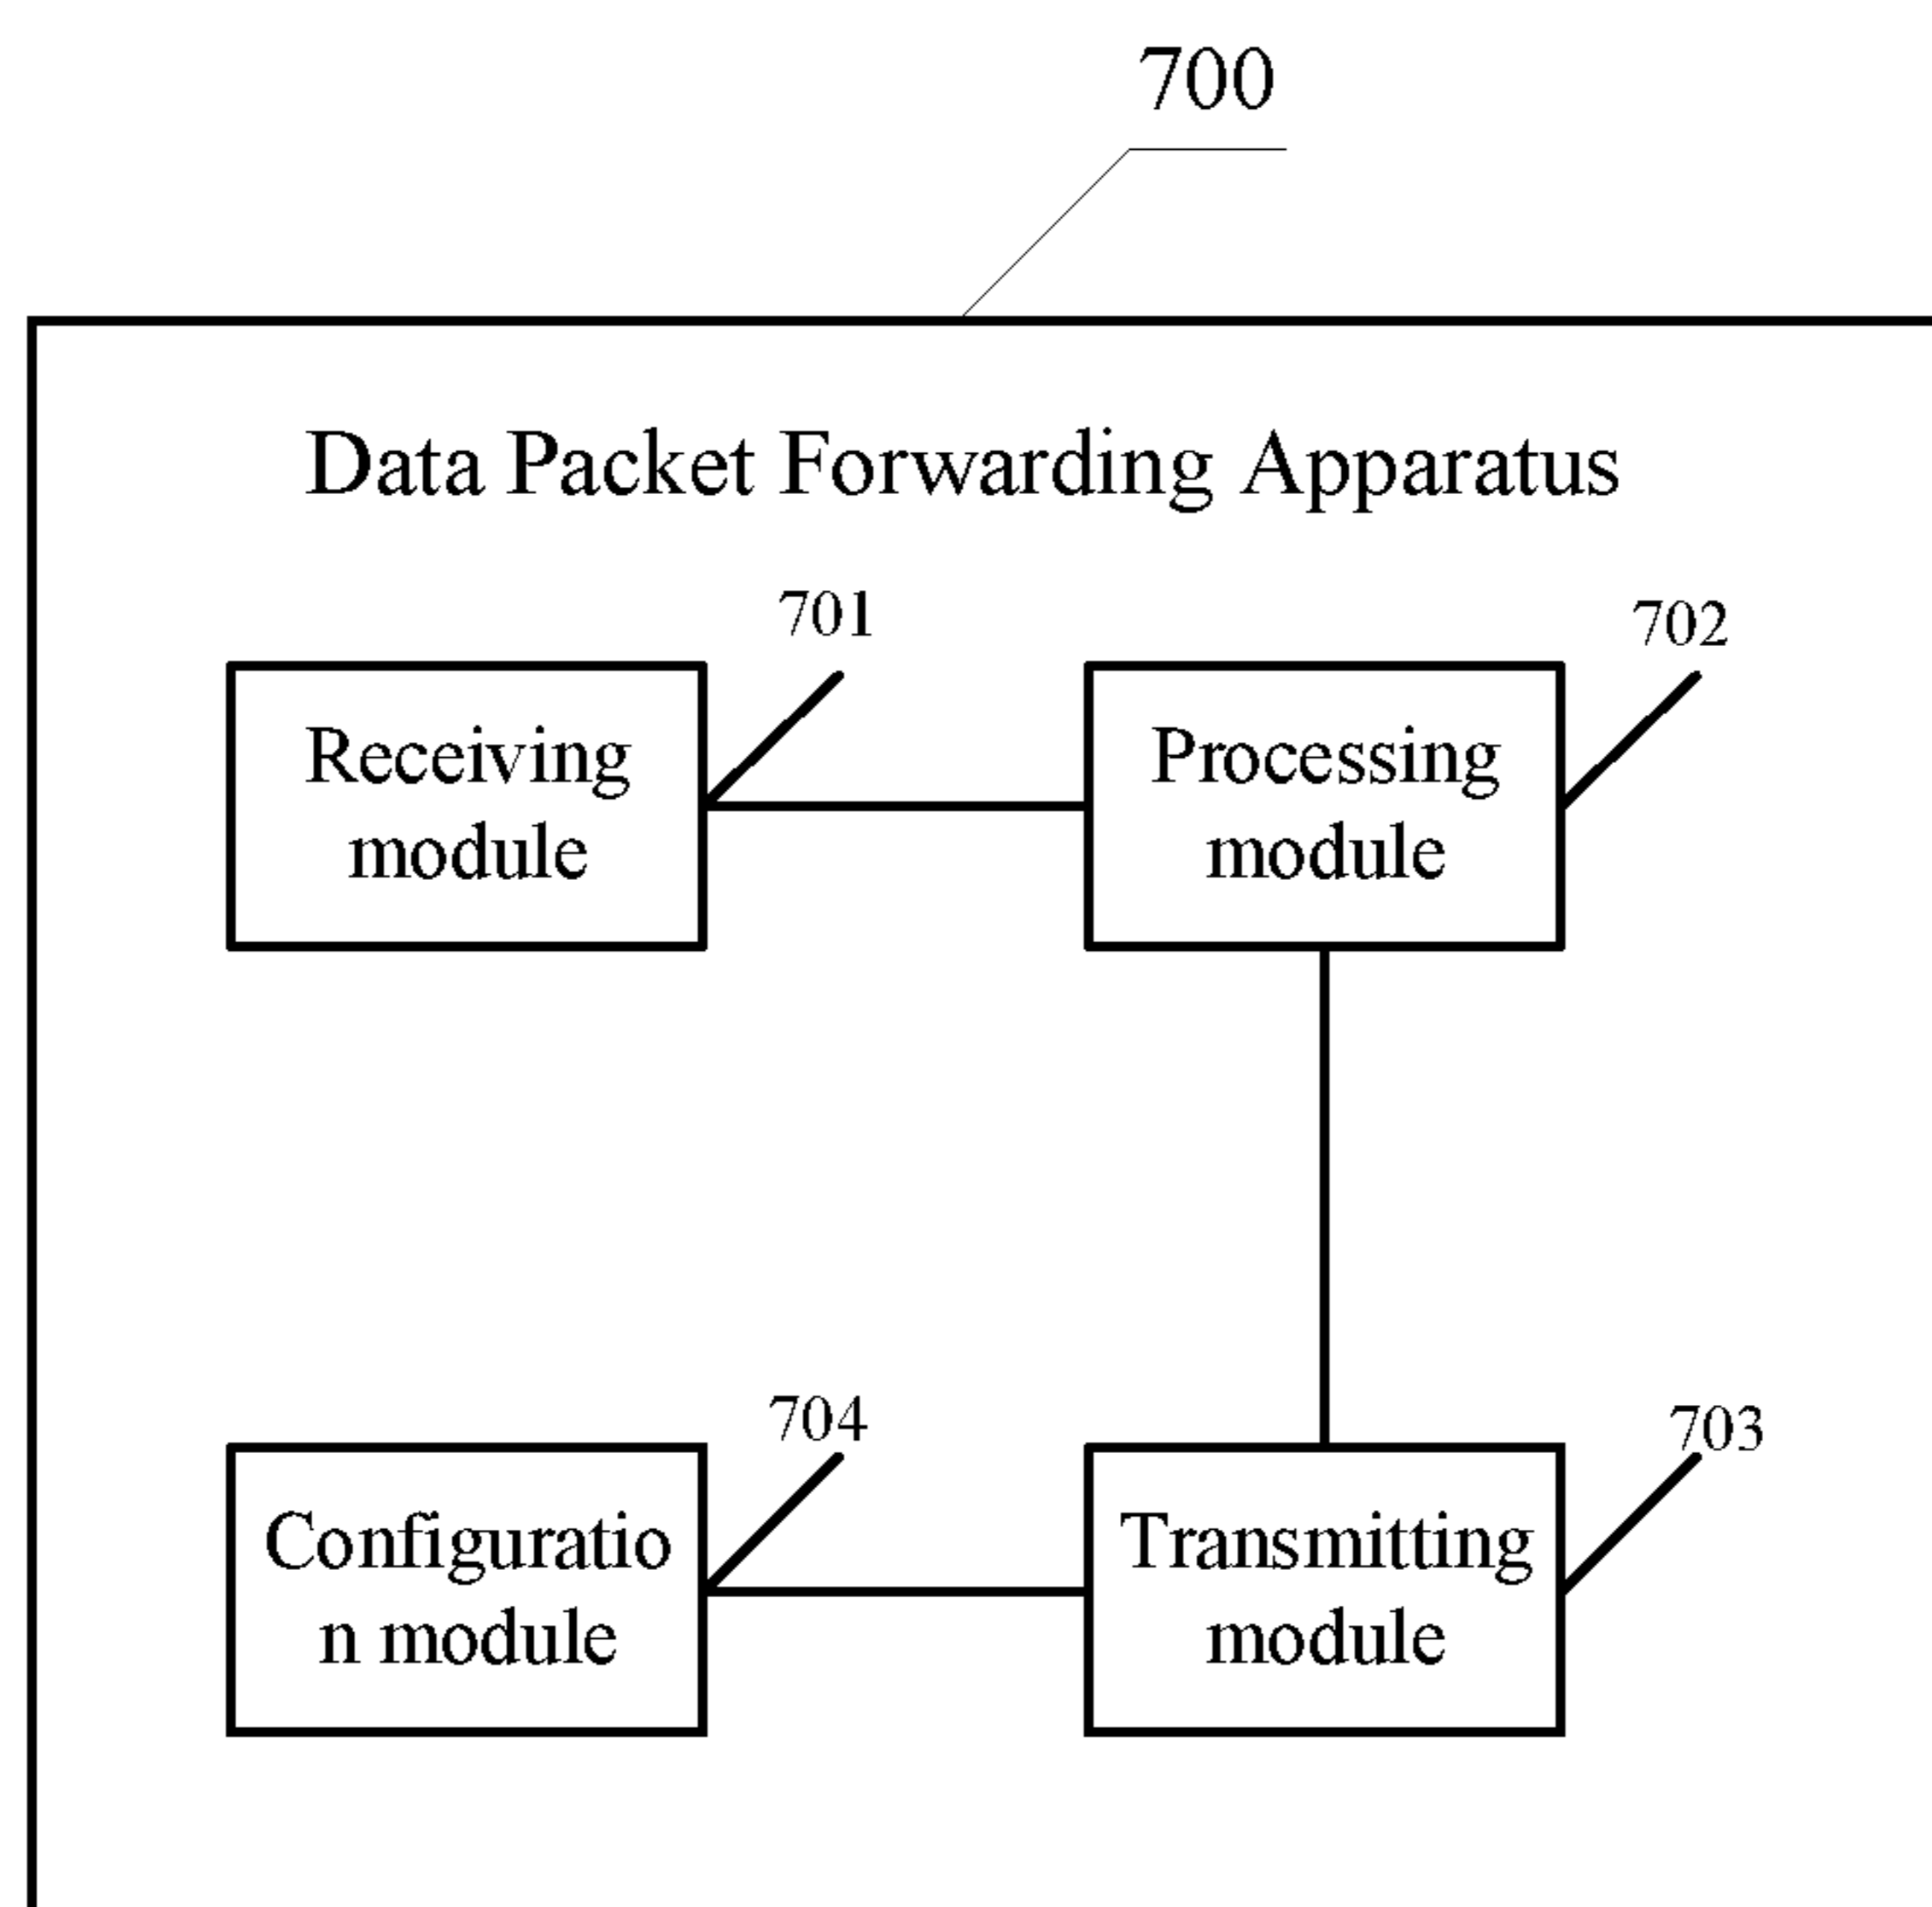 700
Data Packet Forwarding Apparatus
701
702
Receiving
module
Processing
module
704
703
Configuratio
n module
Transmitting
module